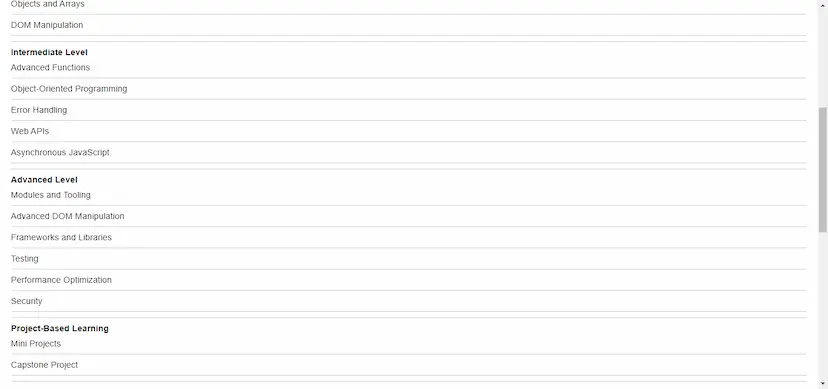 Objects and Arrays
DOM Manipulation
Intermediate Level
Advanced Functions
Object-Oriented Programming
Error Handling
Web APIs
Asynchronous JavaScript
Advanced Level
Modules and Tooling
Advanced DOM Manipulation
Frameworks and Libraries
Testing
Performance Optimization
Security
Project-Based Learning
Mini Projects
Capstone Project